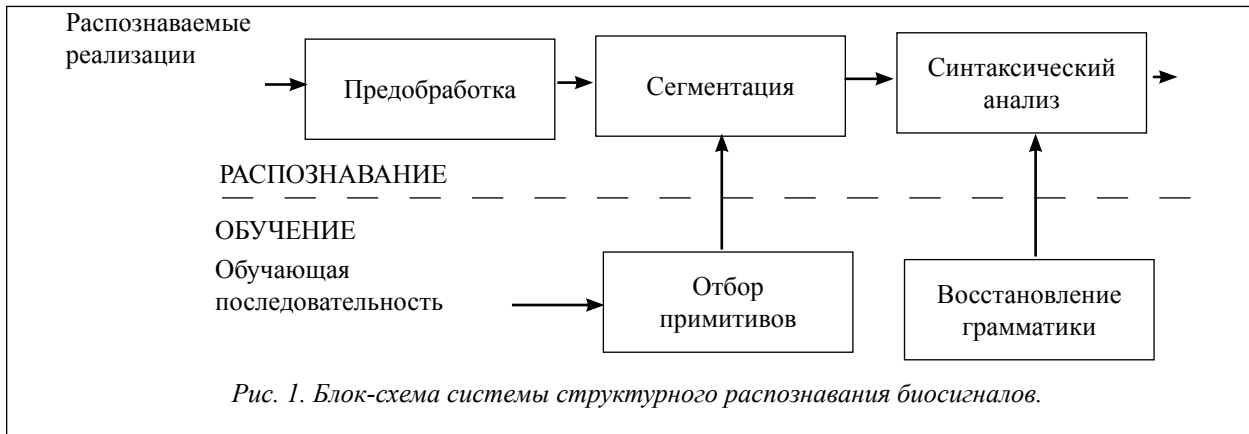 Распознаваемые
реализации
Предобработка
Сегментация
Синтаксический
анализ
РАСПОЗНАВАНИЕ
ОБУЧЕНИЕ
Обучающая
последовательность
Отбор
примитивов
Восстановление
грамматики
Рис. 1. Блок-схема системы структурного распознавания биосигналов.